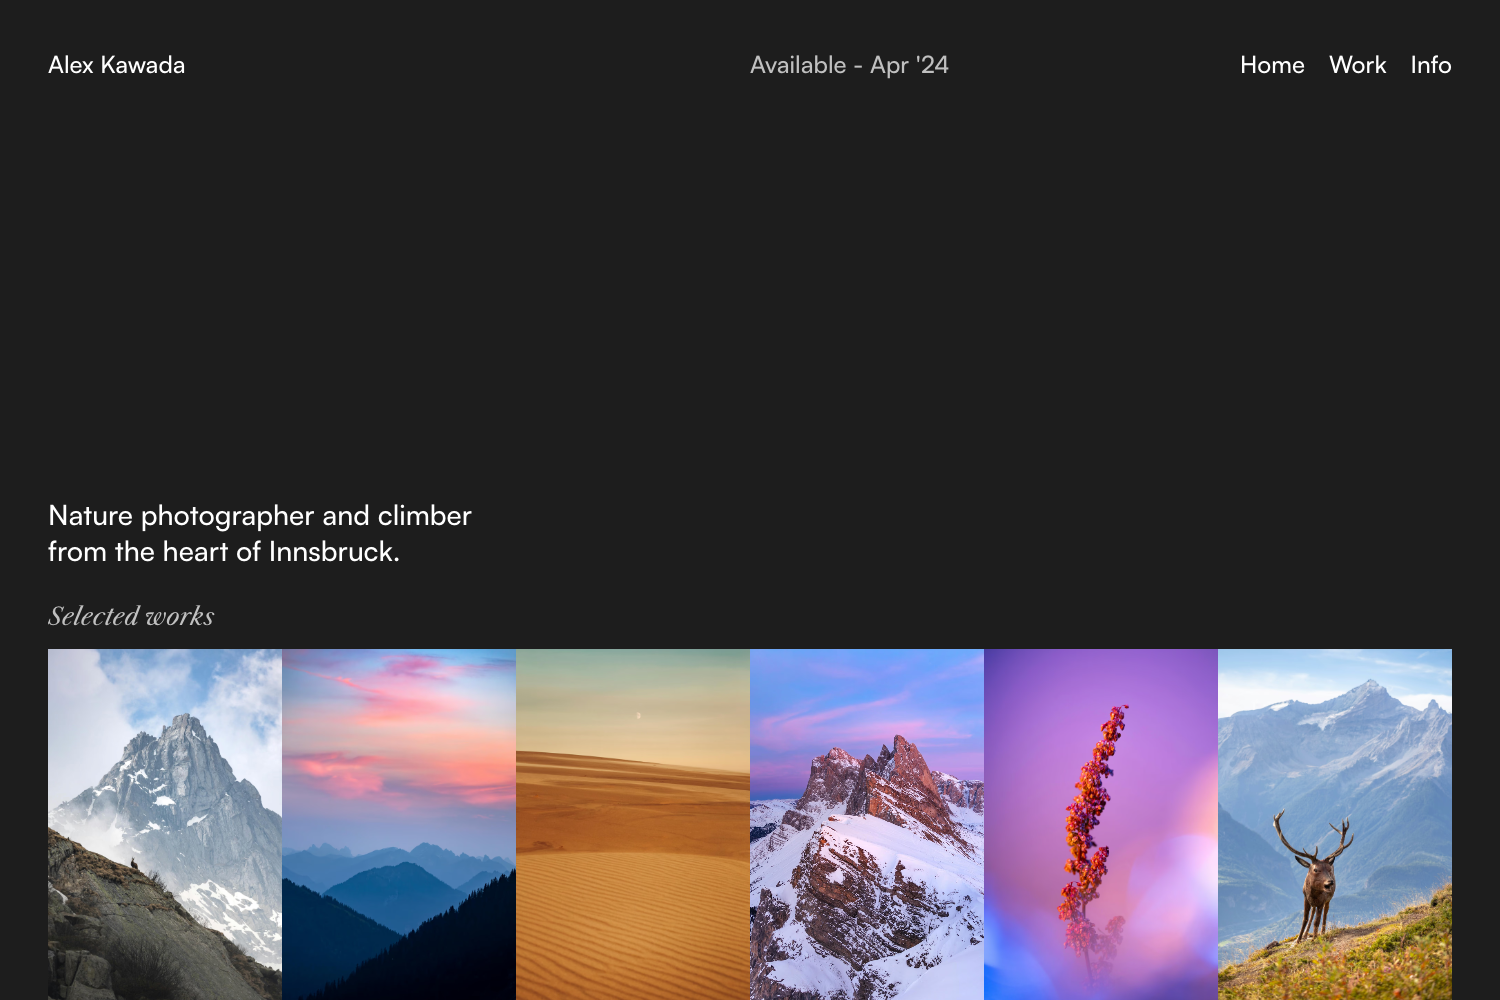 Alex Kawada
Available - Apr '24
Home Work Info
Nature photographer and climber
from the heart of Innsbruck.
Selected works